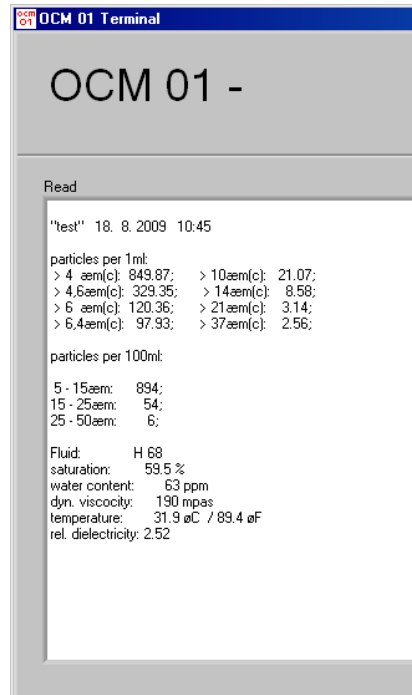 ocm 01 OCM 01 Terminal
OCM 01 -
Read
"test" 18. 8. 2009 10:45
particles per 1ml:
> 4 æm(c): 849.87; > 10æm(c): 21.07;
> 4,6æm(c): 329.35; > 14æm(c): 8.58;
> 6 æm(c): 120.36; > 21æm(c): 3.14;
> 6,4æm(c): 97.93; > 37æm(c): 2.56;
particles per 100ml:
5 - 15æm: 894;
15 - 25æm: 54;
25 - 50æm: 6;
Fluid: H 68
saturation: 59.5 %
water content: 63 ppm
dyn. viscocity: 190 mpas
temperature: 31.9 øC / 89.4 øF
rel. dielectricity: 2.52